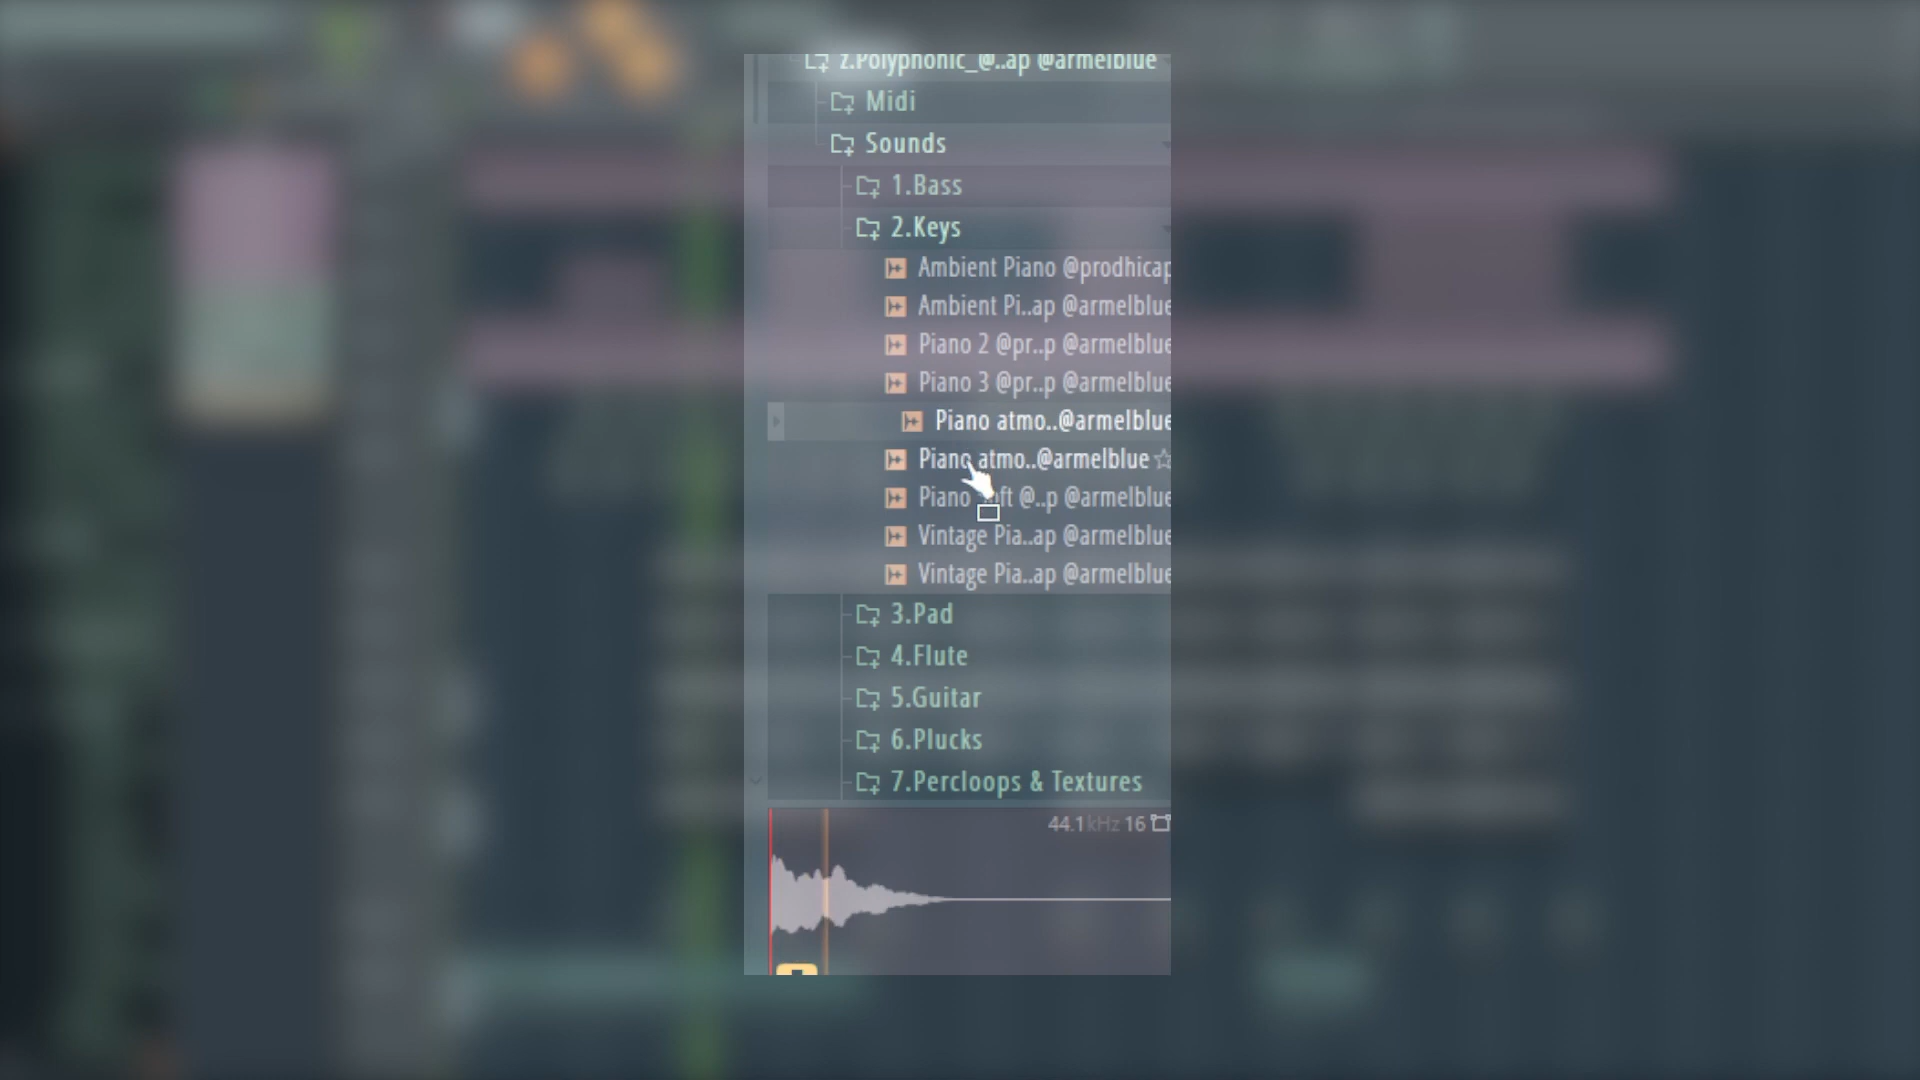 2.Polyphonic_@..ap @armelblue
Midi
Sounds
1.Bass
2.Keys
Ambient Piano @prodhicap
Ambient Pi..ap @armelblue
Piano 2 @pr..p @armelblue
Piano 3 @pr..p @armelblue
Piano atmo..@armelblue
Piano atmo..@armelblue
Piano @..p @armelblue
Vintage Pia..ap @armelblue
Vintage Pia..ap @armelblue
3.Pad
4.Flute
5.Guitar
6.Plucks
7.Percloops & Textures
44.1kHz 16